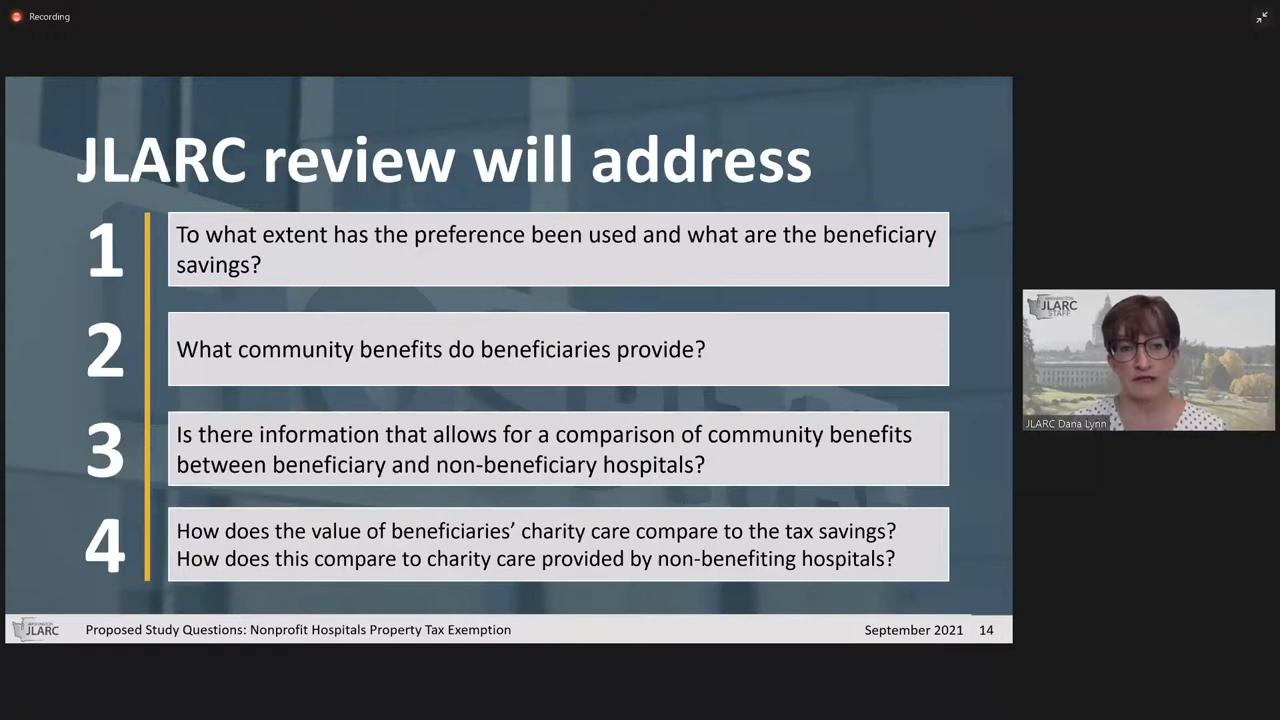 Recording
JLARC review will address
1
To what extent has the preference been used and what are the beneficiary
savings?
2
What community benefits do beneficiaries provide?
3
Is there information that allows for a comparison of community benefits
between beneficiary and non-beneficiary hospitals?
4
How does the value of beneficiaries’ charity care compare to the tax savings?
How does this compare to charity care provided by non-benefiting hospitals?
WASHINGTON
JLARC
STAFF
JLARC Dana Lynn
WASHINGTON
JLARC
Proposed Study Questions: Nonprofit Hospitals Property Tax Exemption
September 2021 14